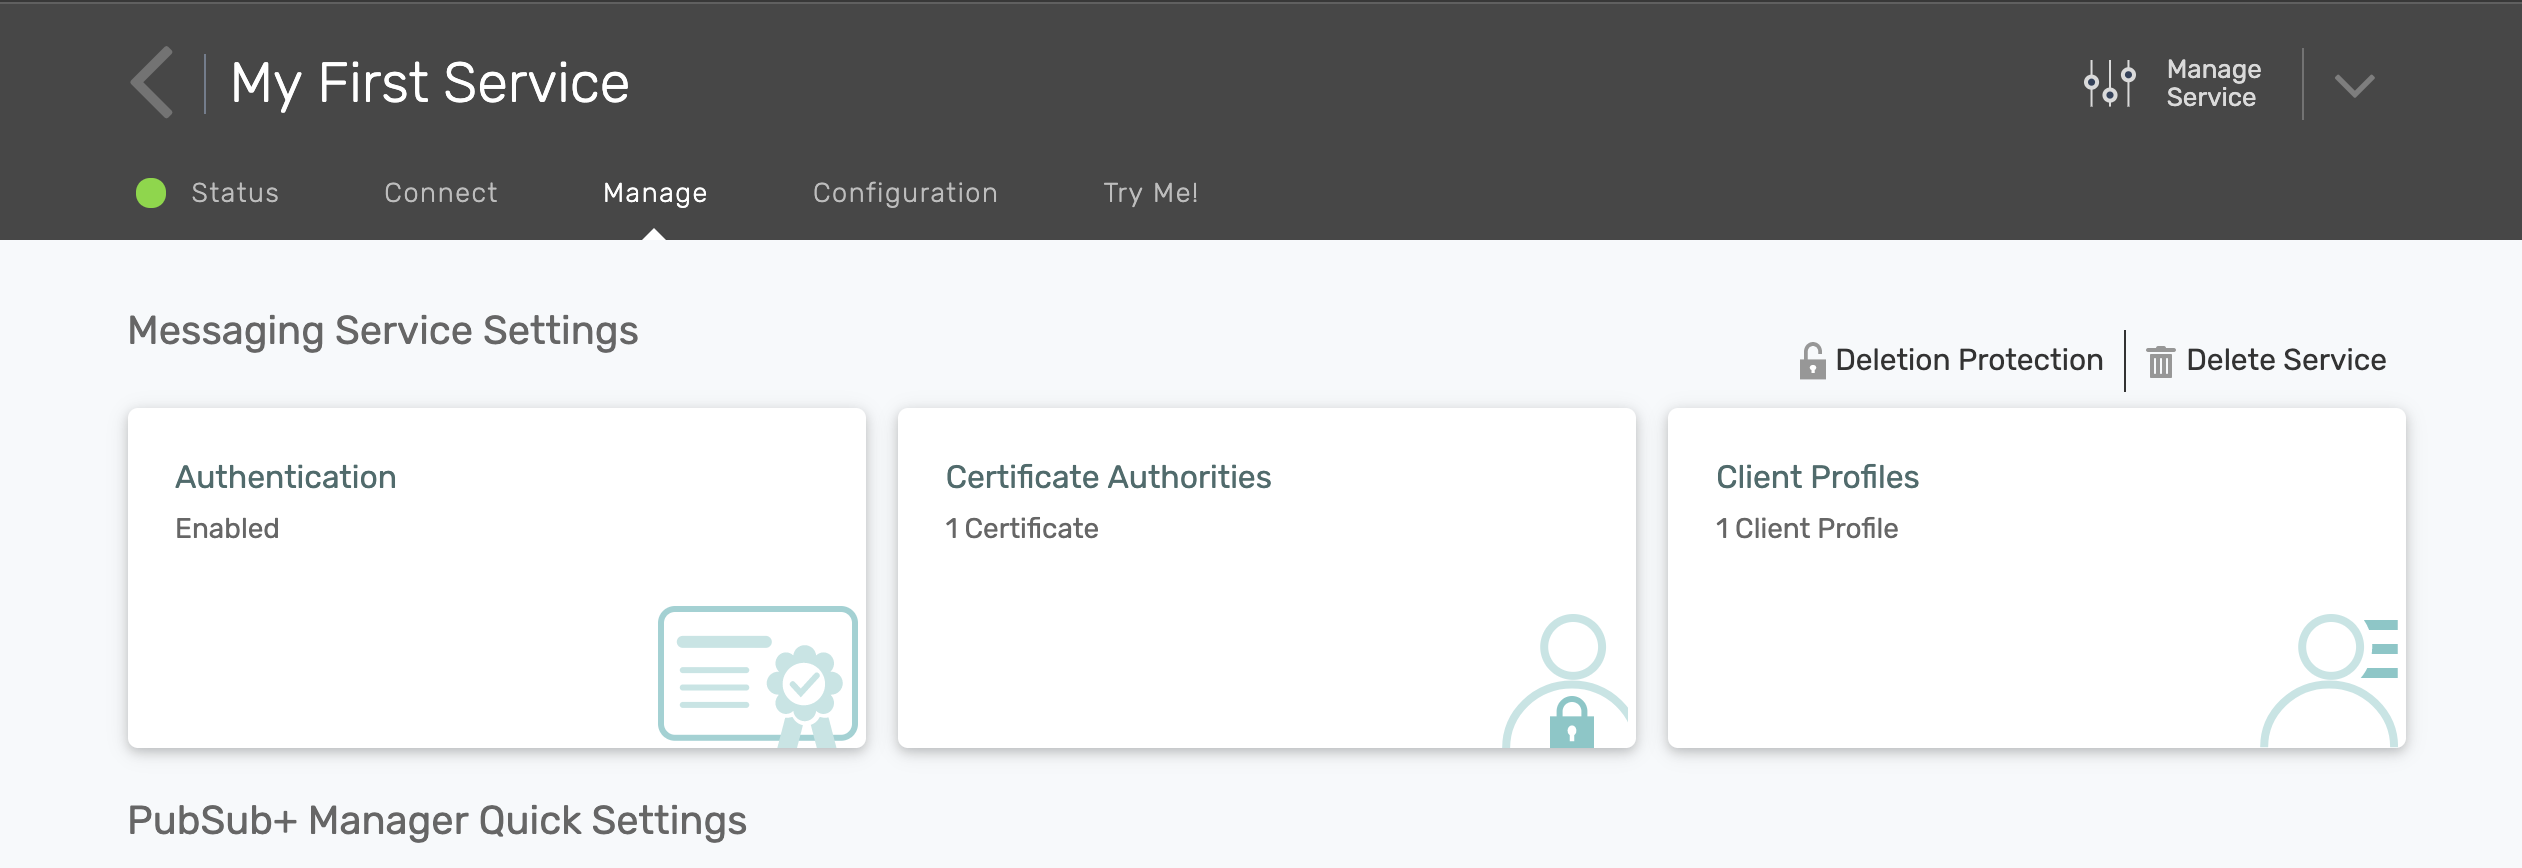 My First Service
Manage
Service
Status
Connect
Manage
Configuration
Try Me!
Messaging Service Settings
Deletion Protection
Delete Service
Authentication
Enabled
Certificate Authorities
1 Certificate
Client Profiles
1 Client Profile
PubSub+ Manager Quick Settings